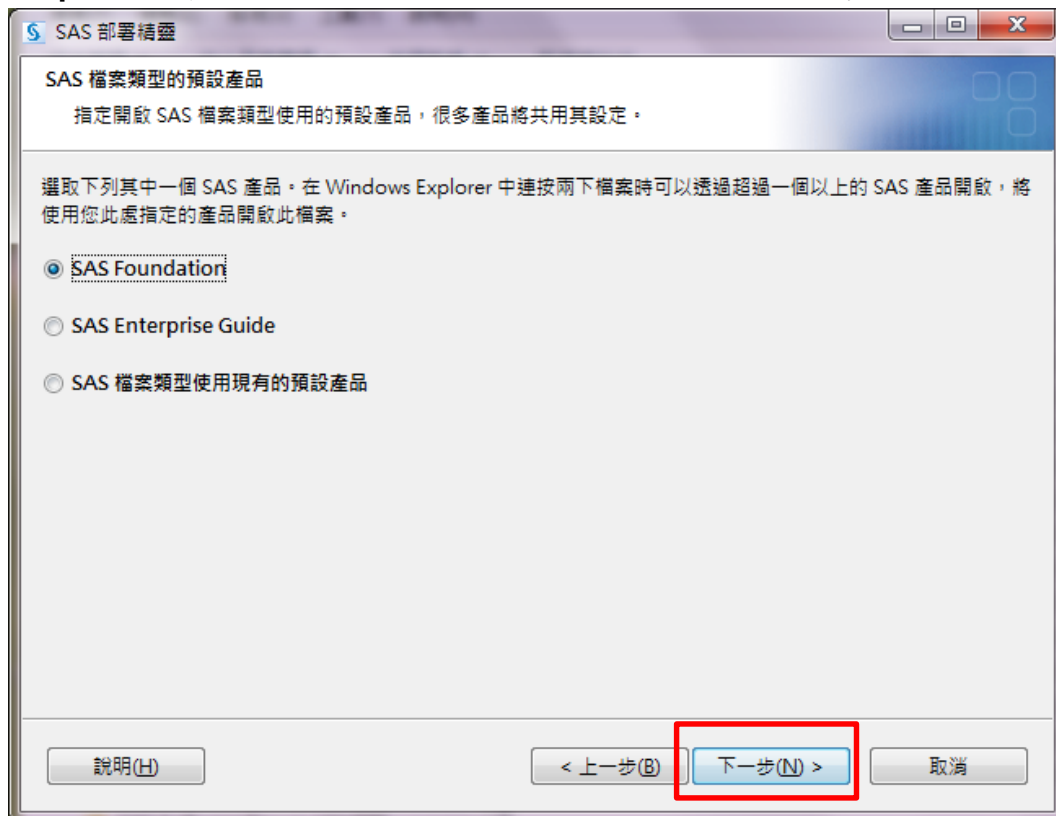 SAS 部署精靈
SAS 檔案類型的預設產品
指定開啟 SAS 檔案類型使用的預設產品，很多產品將共用其設定。
選取下列其中一個 SAS 產品。在 Windows Explorer 中連按兩下檔案時可以透過超過一個以上的 SAS 產品開啟，將
使用您此處指定的產品開啟此檔案。
SAS Foundation
SAS Enterprise Guide
SAS 檔案類型使用現有的預設產品
說明(H)
< 上一步(B)
下一步(N) >
取消